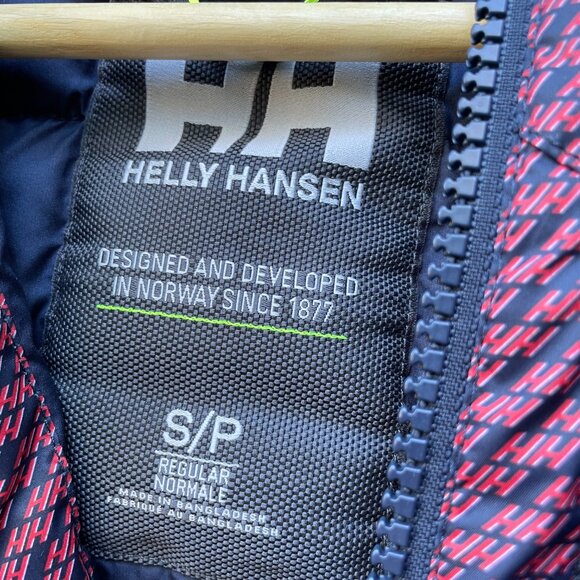 HH
HELLY HANSEN
DESIGNED AND DEVELOPED
IN NORWAY SINCE 1877
S/P
REGULAR
NORMALE
MADE IN BANGLADESH
FABRIQUÉ AU BANGLADESH